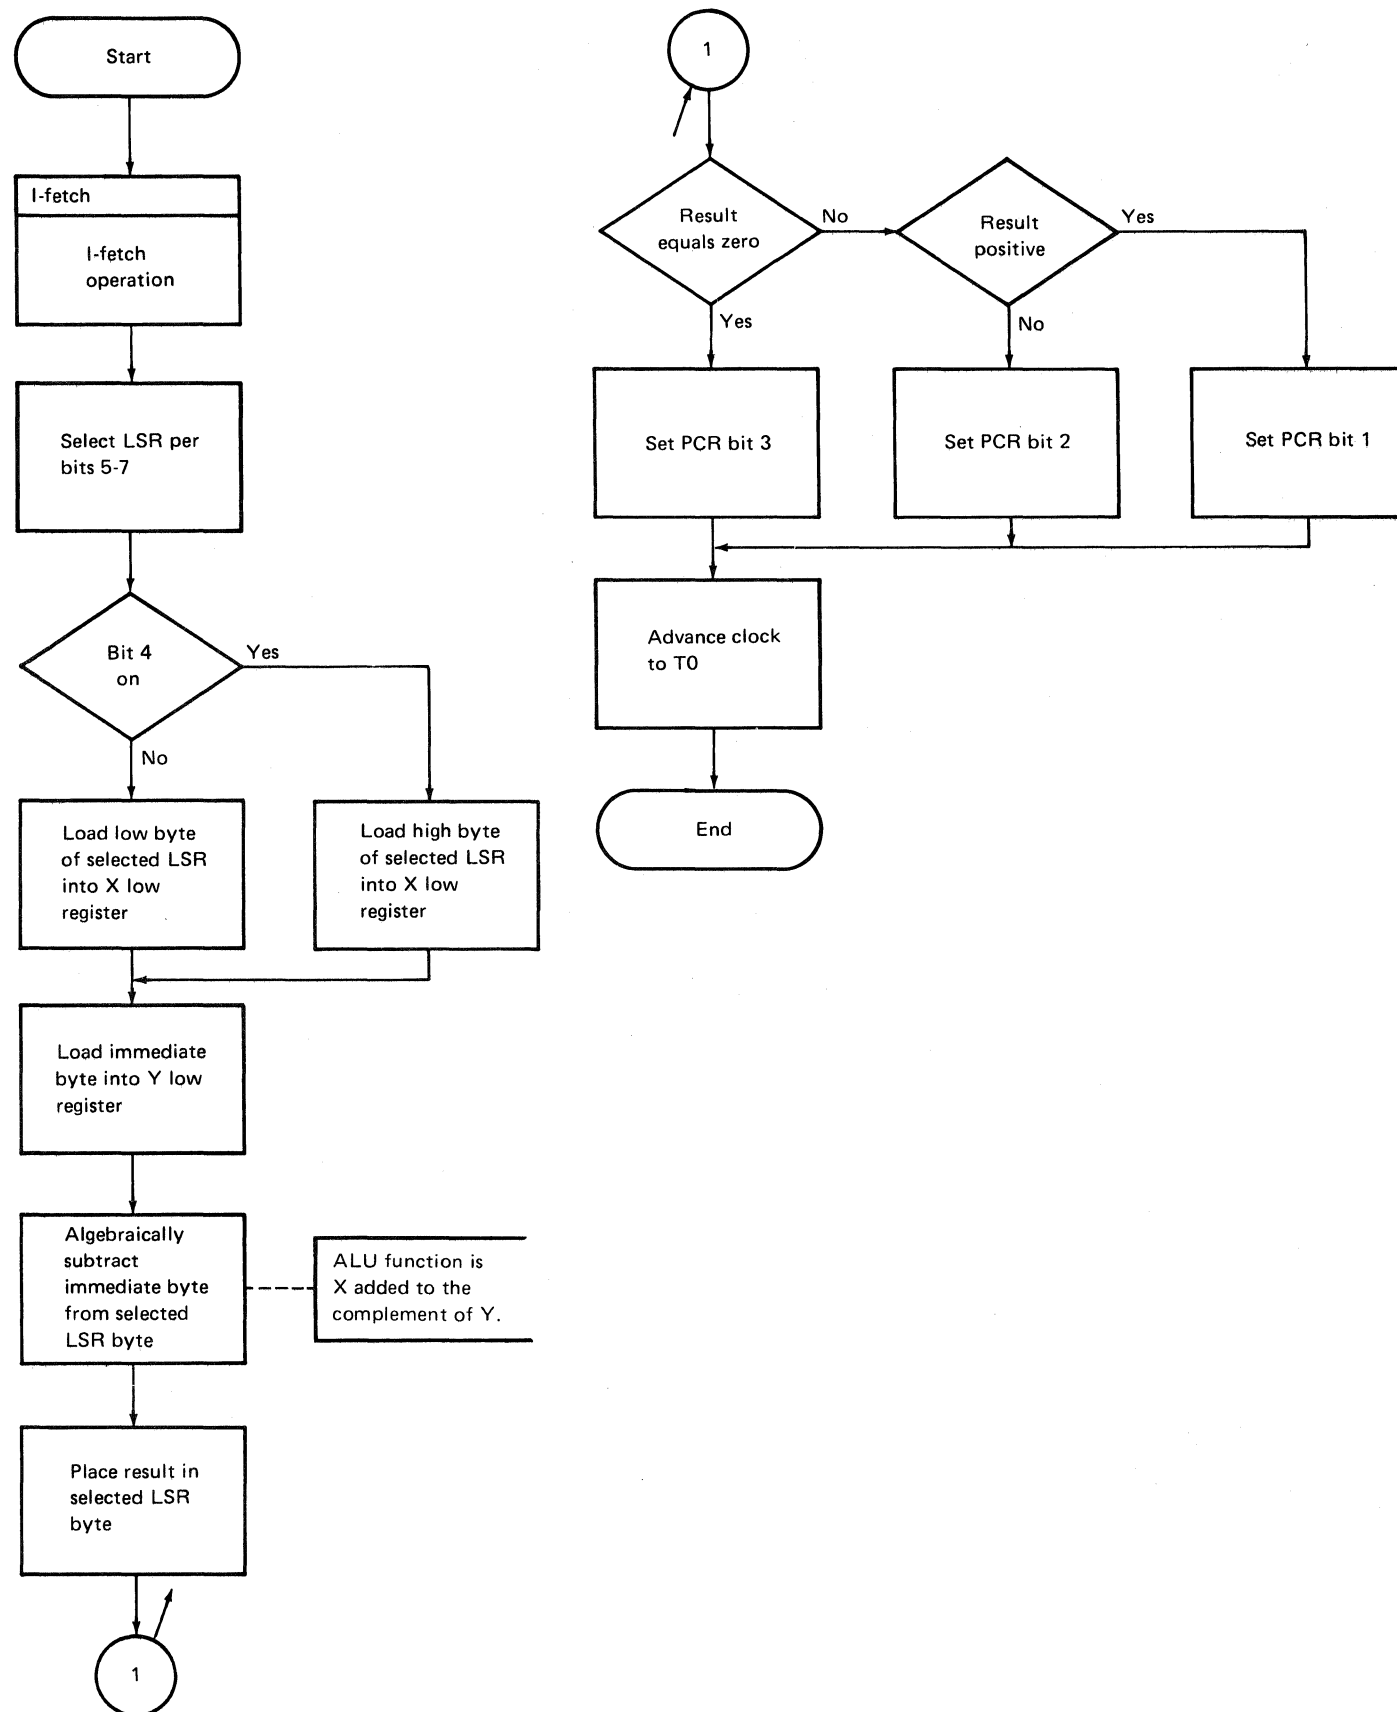 Start
I-fetch
I-fetch
operation
Select LSR per
bits 5-7
Bit 4
on
Yes
No
Load low byte
of selected LSR
into X low
register
Load high byte
of selected LSR
into X low
register
Load immediate
byte into Y low
register
Algebraically
subtract
immediate byte
from selected
LSR byte
ALU function is
X added to the
complement of Y.
Place result in
selected LSR
byte
1
1
Result
equals zero
No
Yes
Result
positive
Yes
No
Set PCR bit 3
Set PCR bit 2
Set PCR bit 1
Advance clock
to T0
End